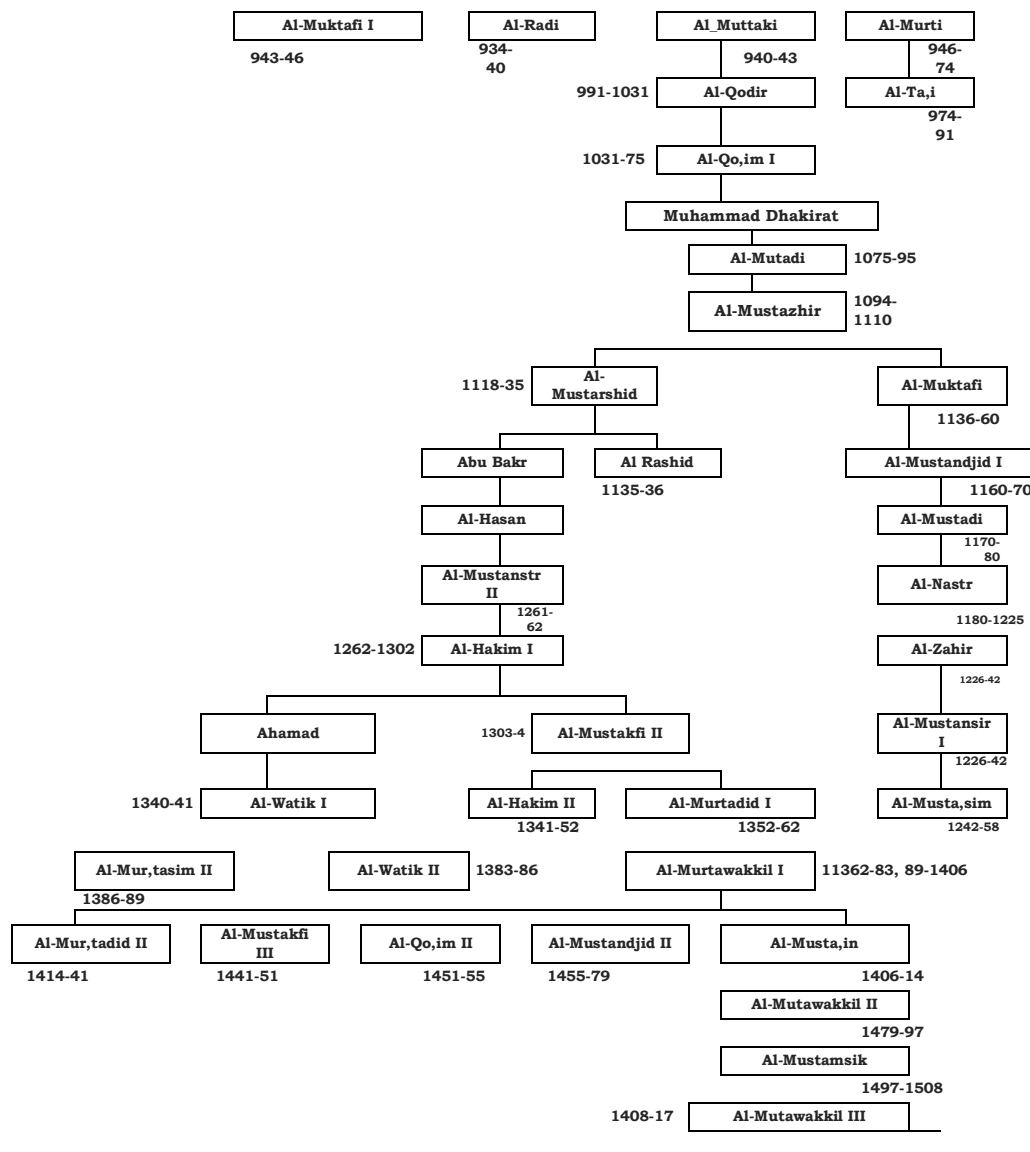 Al-Muktafi I
943-46
Al-Radi
934-
40
Al_Muttaki
940-43
Al-Murti
946-
74
991-1031
Al-Qodir
Al-Ta,i
974-
91
1031-75
Al-Qo,im I
Muhammad Dhakirat
Al-Mutadi
1075-95
Al-Mustazhir
1094-
1110
1118-35
Al-
Mustarshid
Al-Muktafi
1136-60
Abu Bakr
Al Rashid
1135-36
Al-Mustandjid I
1160-70
Al-Hasan
Al-Mustadi
1170-
80
Al-Mustanstr
II
1261-
62
Al-Nastr
1180-1225
1262-1302
Al-Hakim I
Al-Zahir
1226-42
Ahamad
1303-4
Al-Mustakfi II
Al-Mustansir
I
1226-42
1340-41
Al-Watik I
Al-Hakim II
1341-52
Al-Murtadid I
1352-62
Al-Musta,sim
1242-58
Al-Mur,tasim II
1386-89
Al-Watik II
1383-86
Al-Murtawakkil I
11362-83, 89-1406
Al-Mur,tadid II
1414-41
Al-Mustakfi
III
1441-51
Al-Qo,im II
1451-55
Al-Mustandjid II
1455-79
Al-Musta,in
1406-14
Al-Mutawakkil II
1479-97
Al-Mustamsik
1497-1508
1408-17
Al-Mutawakkil III